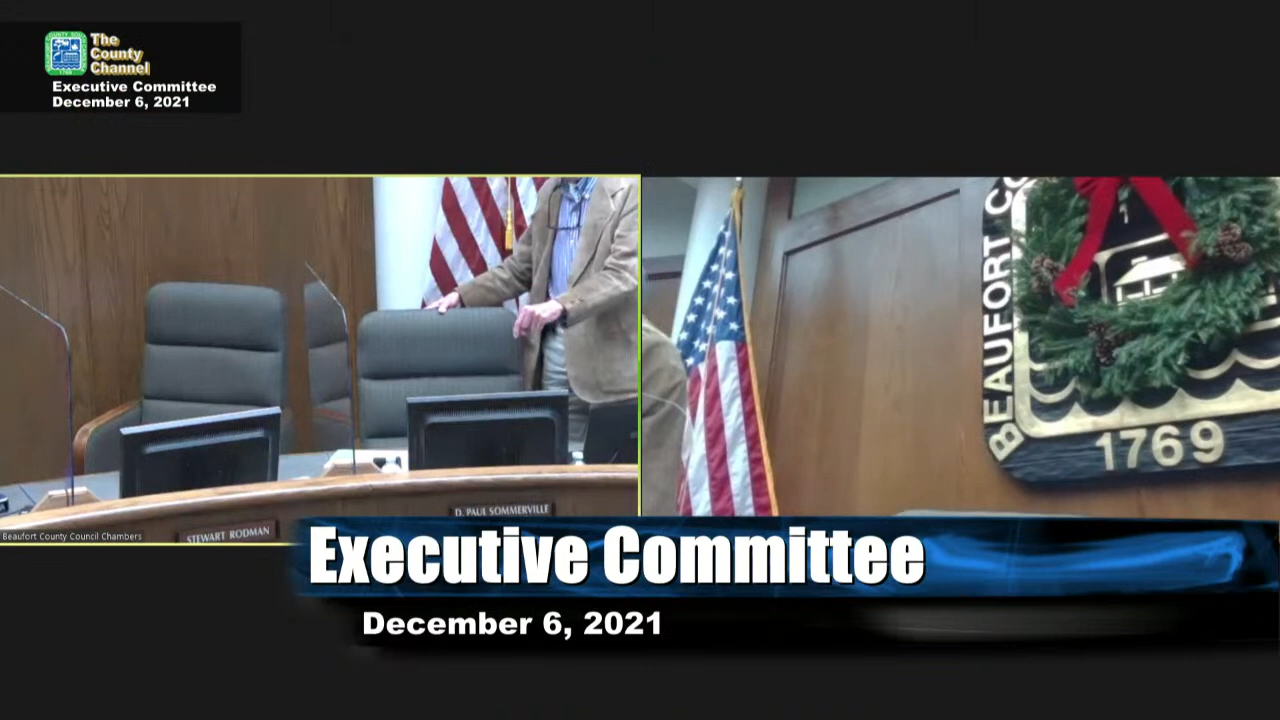 The
County
Channel
Executive Committee
December 6, 2021
BEAUFORT CO
1769
D. PAUL SOMMERVILLE
STEWART RODMAN
Beaufort County Council Chambers
Executive Committee
December 6, 2021